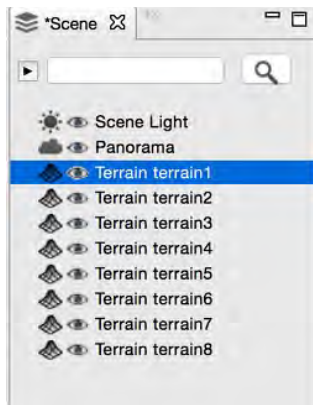 *Scene
Scene Light
Panorama
Terrain terrain1
Terrain terrain2
Terrain terrain3
Terrain terrain4
Terrain terrain5
Terrain terrain6
Terrain terrain7
Terrain terrain8